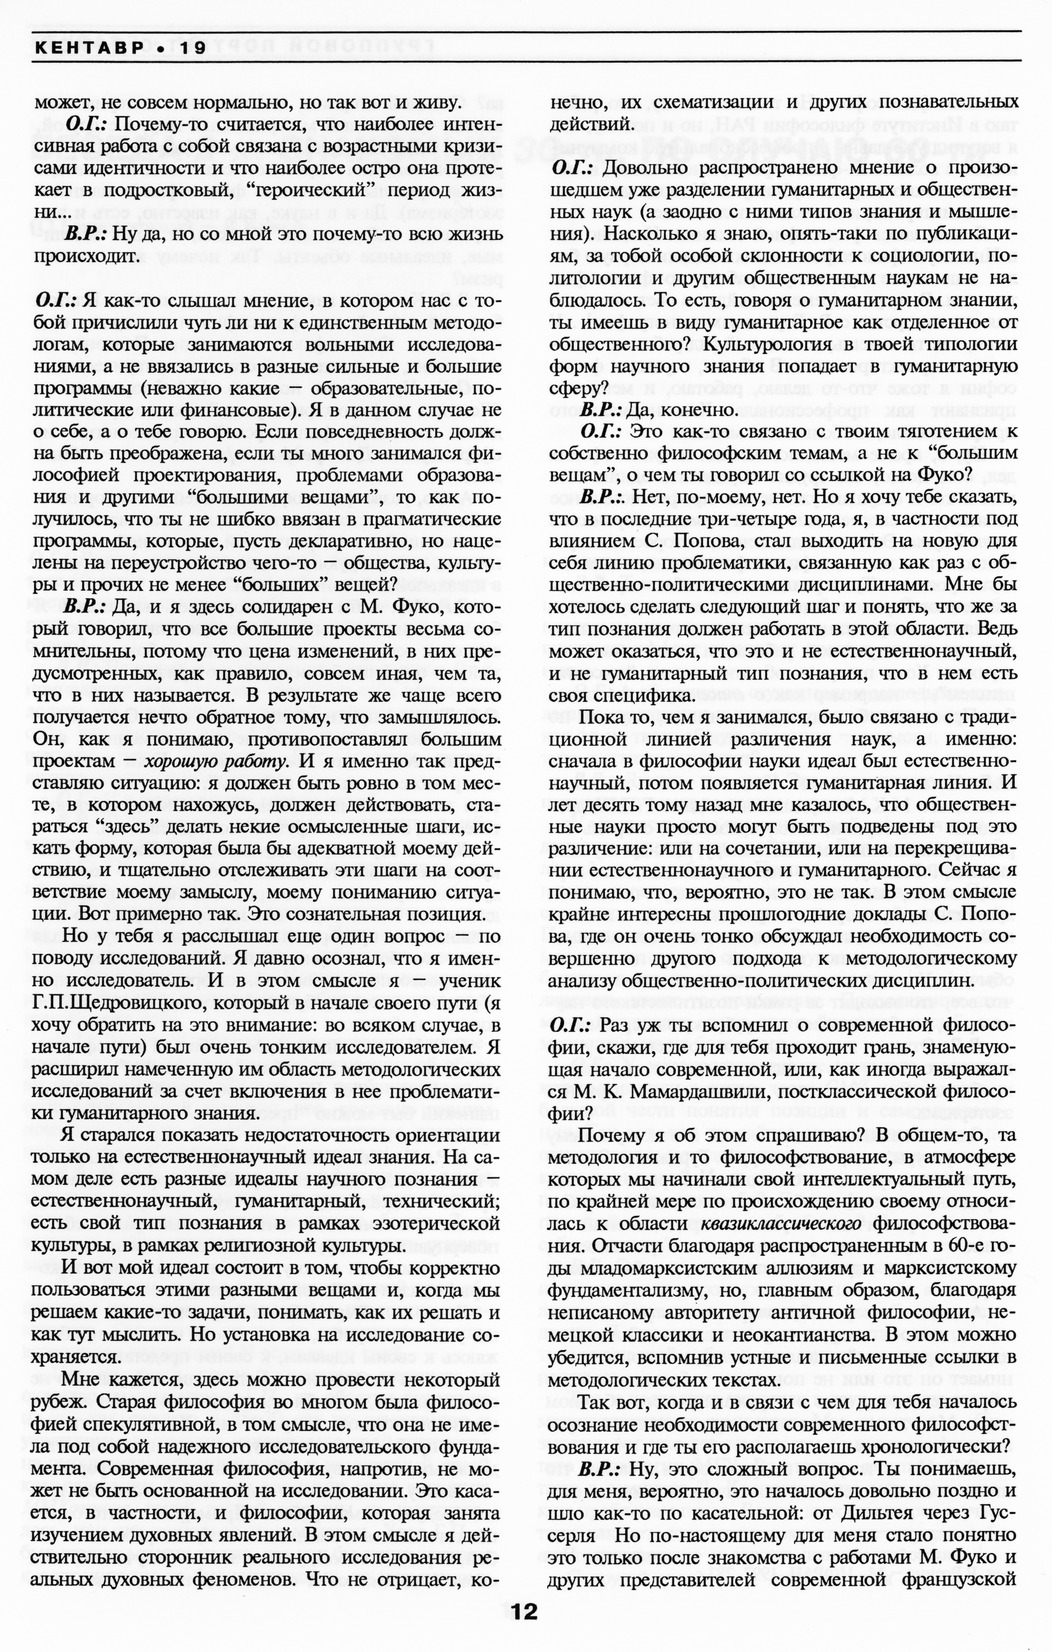 КЕНТАВР • 19
может, не совсем нормально, но так вот и живу.
О.Г.: Почему-то считается, что наиболее интен-
сивная работа с собой связана с возрастными кризи-
сами идентичности и что наиболее остро она проте-
кает в подростковый, “героический” период жиз-
ни...
В.Р.: Ну да, но со мной это почему-то всю жизнь
происходит.
О.Г.: Я как-то слышал мнение, в котором нас с то-
бой причислили чуть ли ни к единственным методо-
логам, которые занимаются вольными исследова-
ниями, а не ввязались в разные сильные и большие
программы (неважно какие — образовательные, по-
литические или финансовые). Я в данном случае не
о себе, а о тебе говорю. Если повседневность долж-
на быть преображена, если ты много занимался фи-
лософией проектирования, проблемами образова-
ния и другими “большими вещами”, то как по-
лучилось, что ты не шибко ввязан в прагматические
программы, которые, пусть декларативно, но наце-
лены на переустройство чего-то — общества, культу-
ры и прочих не менее “больших” вещей?
В.Р.: Да, и я здесь солидарен с М. Фуко, кото-
рый говорил, что все большие проекты весьма со-
мнительны, потому что цена изменений, в них пре-
дусмотренных, как правило, совсем иная, чем та,
что в них называется. В результате же чаще всего
получается нечто обратное тому, что замышлялось.
Он, как я понимаю, противопоставлял большим
проектам — хорошую работу. И я именно так пред-
ставляю ситуацию: я должен быть ровно в том мес-
те, в котором нахожусь, должен действовать, ста-
раться “здесь” делать некие осмысленные шаги, ис-
кать форму, которая была бы адекватной моему дей-
ствию, и тщательно отслеживать эти шаги на соот-
ветствие моему замыслу, моему пониманию ситуа-
ции. Вот примерно так. Это сознательная позиция.
Но у тебя я расслышал еще один вопрос — по
поводу исследований. Я давно осознал, что я имен-
но исследователь. И в этом смысле я — ученик
Г.П.Щедровицкого, который в начале своего пути (я
хочу обратить на это внимание: во всяком случае, в
начале пути) был очень тонким исследователем. Я
расширил намеченную им область методологических
исследований за счет включения в нее проблемати-
ки гуманитарного знания.
Я старался показать недостаточность ориентации
только на естественнонаучный идеал знания. На са-
мом деле есть разные идеалы научного познания —
естественнонаучный, гуманитарный, технический;
есть свой тип познания в рамках эзотерической
культуры, в рамках религиозной культуры.
И вот мой идеал состоит в том, чтобы корректно
пользоваться этими разными вещами и, когда мы
решаем какие-то задачи, понимать, как их решать и
как тут мыслить. Но установка на исследование со-
храняется.
Мне кажется, здесь можно провести некоторый
рубеж. Старая философия во многом была филосо-
фией спекулятивной, в том смысле, что она не име-
ла под собой надежного исследовательского фунда-
мента. Современная философия, напротив, не мо-
жет не быть основанной на исследовании. Это каса-
ется, в частности, и философии, которая занята
изучением духовных явлений. В этом смысле я дей-
ствительно сторонник реального исследования ре-
альных духовных феноменов. Что не отрицает, ко-
нечно, их схематизации и других познавательных
действий.
О.Г.: Довольно распространено мнение о произо-
шедшем уже разделении гуманитарных и обществен-
ных наук (а заодно с ними типов знания и мышле-
ния). Насколько я знаю, опять-таки по публикаци-
ям, за тобой особой склонности к социологии, по-
литологии и другим общественным наукам не на-
блюдалось. То есть, говоря о гуманитарном знании,
ты имеешь в виду гуманитарное как отделенное от
общественного? Культурология в твоей типологии
форм научного знания попадает в гуманитарную
сферу?
В.Р.: Да, конечно.
О.Г.: Это как-то связано с твоим тяготением к
собственно философским темам, а не к “большим
вещам”, о чем ты говорил со ссылкой на Фуко?
В.Р.:. Нет, по-моему, нет. Но я хочу тебе сказать,
что в последние три-четыре года, я, в частности под
влиянием С. Попова, стал выходить на новую для
себя линию проблематики, связанную как раз с об-
щественно-политическими дисциплинами. Мне бы
хотелось сделать следующий шаг и понять, что же за
тип познания должен работать в этой области. Ведь
может оказаться, что это и не естественнонаучный,
и не гуманитарный тип познания, что в нем есть
своя специфика.
Пока то, чем я занимался, было связано с тради-
ционной линией различения наук, а именно:
сначала в философии науки идеал был естественно-
научный, потом появляется гуманитарная линия. И
лет десять тому назад мне казалось, что обществен-
ные науки просто могут быть подведены под это
различение: или на сочетании, или на перекрещива-
нии естественнонаучного и гуманитарного. Сейчас я
понимаю, что, вероятно, это не так. В этом смысле
крайне интересны прошлогодние доклады С. Попо-
ва, где он очень тонко обсуждал необходимость со-
вершенно другого подхода к методологическому
анализу общественно-политических дисциплин.
О.Г.: Раз уж ты вспомнил о современной филосо-
фии, скажи, где для тебя проходит грань, знаменую-
щая начало современной, или, как иногда выражал-
ся М. К. Мамардашвили, постклассической филосо-
фии?
Почему я об этом спрашиваю? В общем-то, та
методология и то философствование, в атмосфере
которых мы начинали свой интеллектуальный путь,
по крайней мере по происхождению своему относи-
лась к области квазиклассического философствова-
ния. Отчасти благодаря распространенным в 60-е го-
ды младомарксистским аллюзиям и марксистскому
фундаментализму, но, главным образом, благодаря
неписаному авторитету античной философии, не-
мецкой классики и неокантианства. В этом можно
убедится, вспомнив устные и письменные ссылки в
методологических текстах.
Так вот, когда и в связи с чем для тебя началось
осознание необходимости современного философст-
вования и где ты его располагаешь хронологически?
В.Р.: Ну, это сложный вопрос. Ты понимаешь,
для меня, вероятно, это началось довольно поздно и
шло как-то по касательной: от Дильтея через Гус-
серля Но по-настоящему для меня стало понятно
это только после знакомства с работами М. Фуко и
других представителей современной французской
12